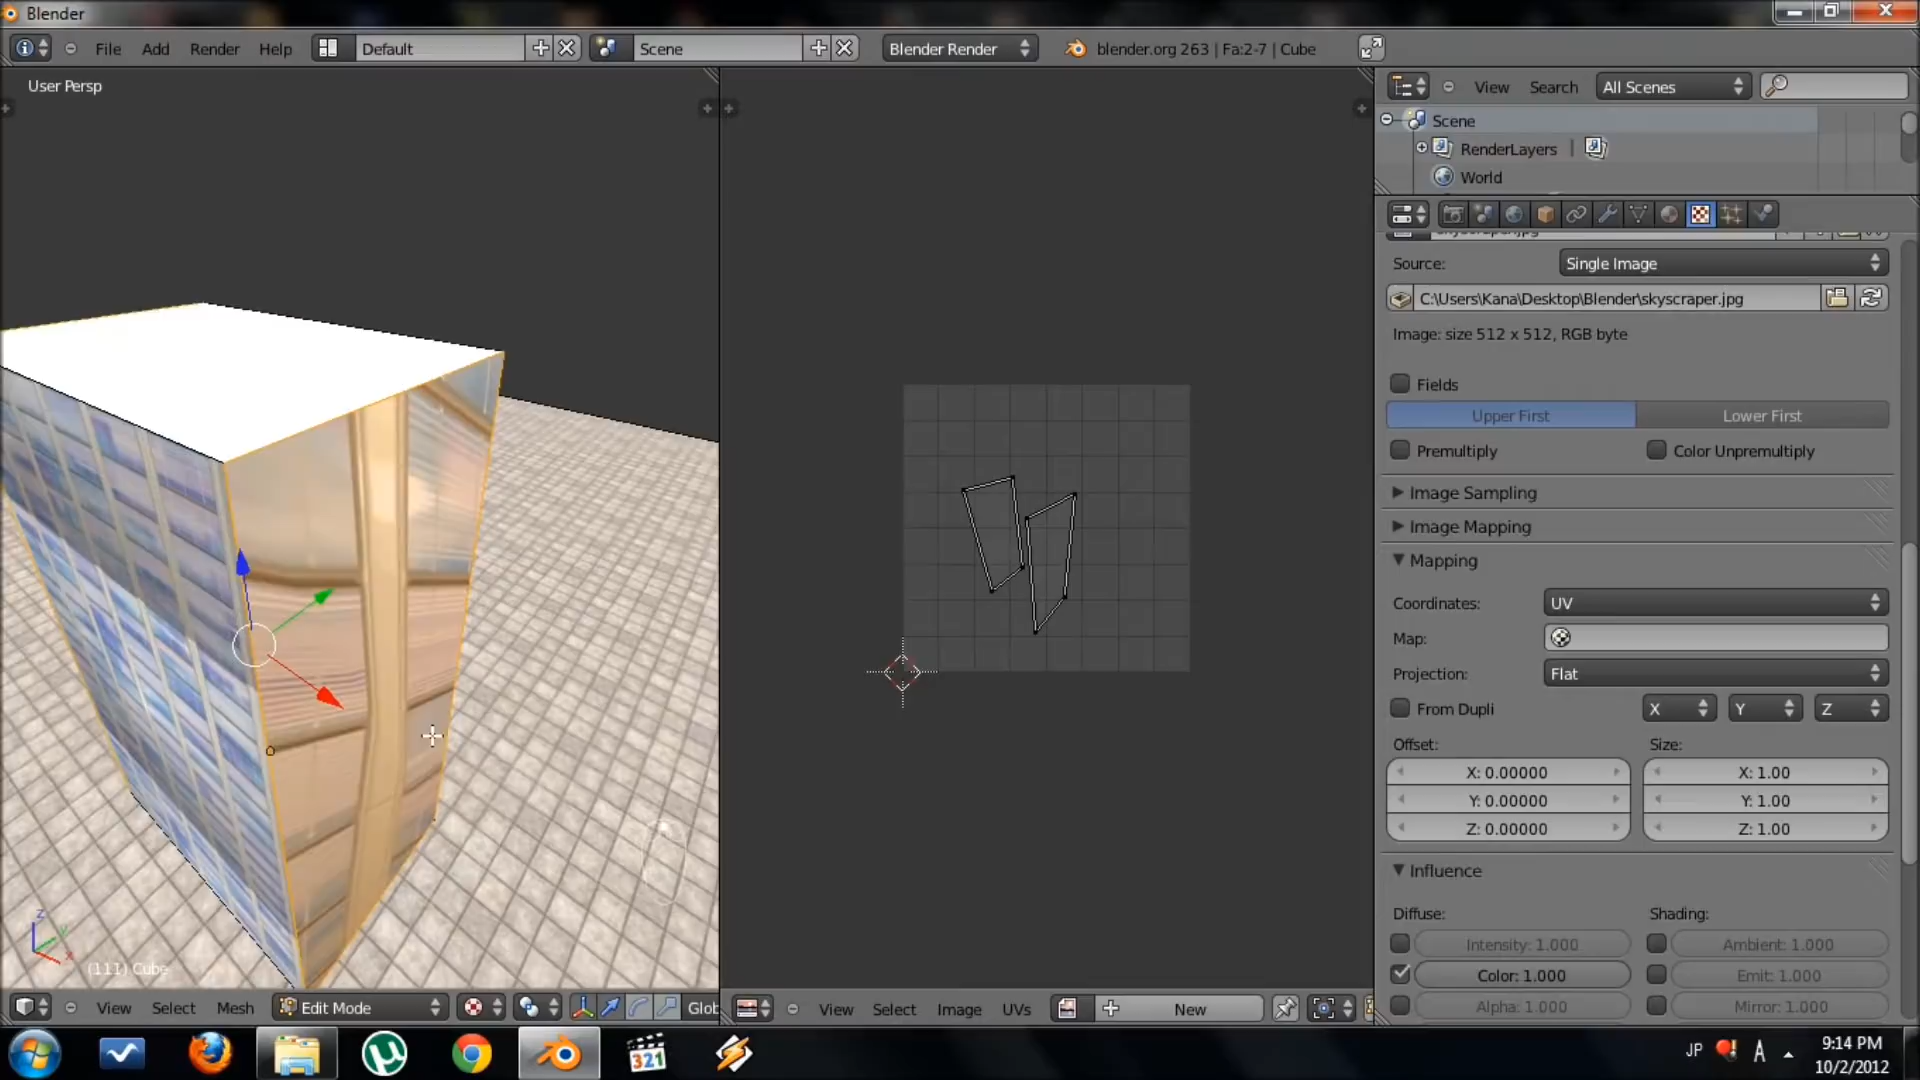 Blender
File Add Render Help Default Scene Blender Render blender.org 263 | Fa:2-7 | Cube
User Persp
View Search All Scenes
Scene
RenderLayers
World
Source: Single Image
C:\Users\Kana\Desktop\Blender\skyscraper.jpg
Image: size 512 x 512, RGB byte
Fields
Upper First Lower First
Premultiply Color Unpremultiply
Image Sampling
Image Mapping
Mapping
Coordinates: UV
Map:
Projection: Flat
From Dupli X Y Z
Offset: Size:
X: 0.00000 X: 1.00
Y: 0.00000 Y: 1.00
Z: 0.00000 Z: 1.00
Influence
Diffuse: Shading:
Intensity: 1.000 Ambient: 1.000
Color: 1.000 Emit: 1.000
Alpha: 1.000 Mirror: 1.000
(111) Cube
View Select Mesh Edit Mode Glob
View Select Image UVs New
321
JP A 9:14 PM
10/2/2012